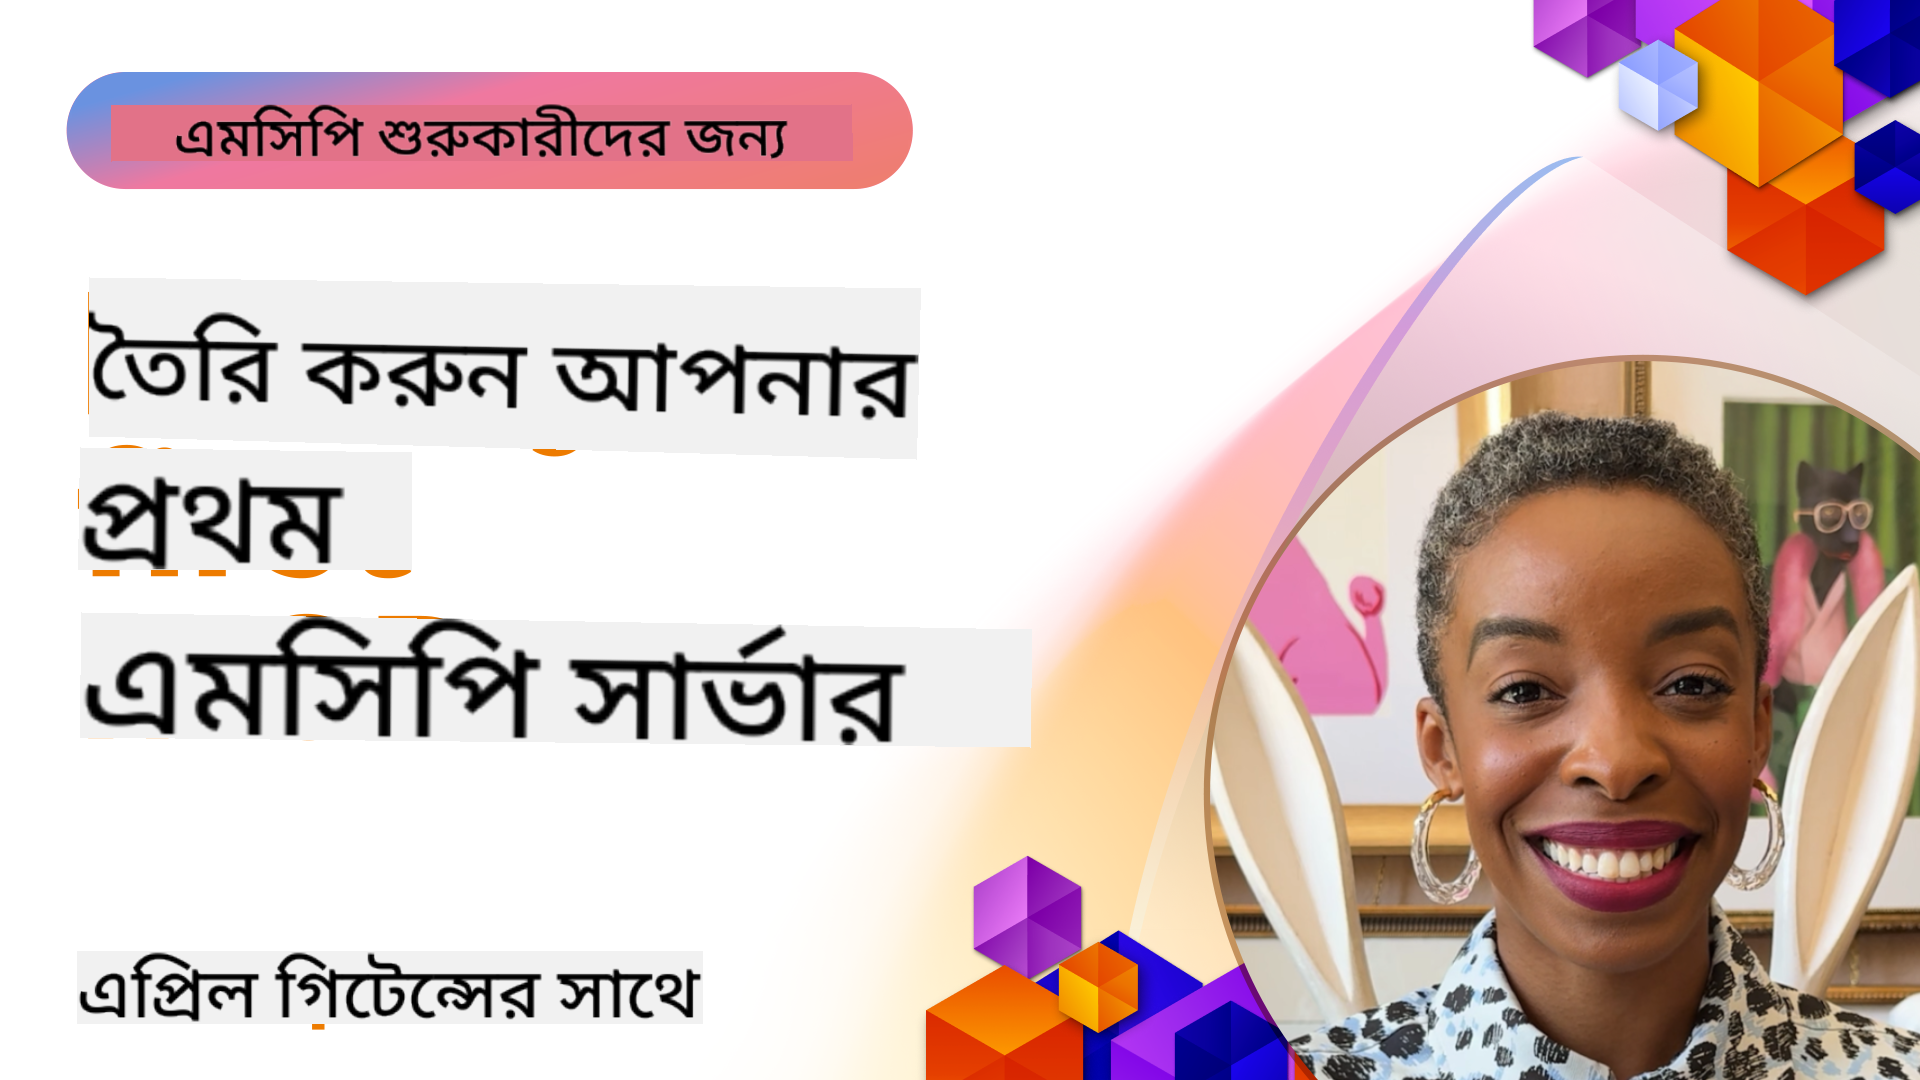 এমসিপি শুরুকারীদের জন্য
তৈরি করুন আপনার
প্রথম
এমসিপি সার্ভার
এপ্রিল গিটেন্সের সাথে